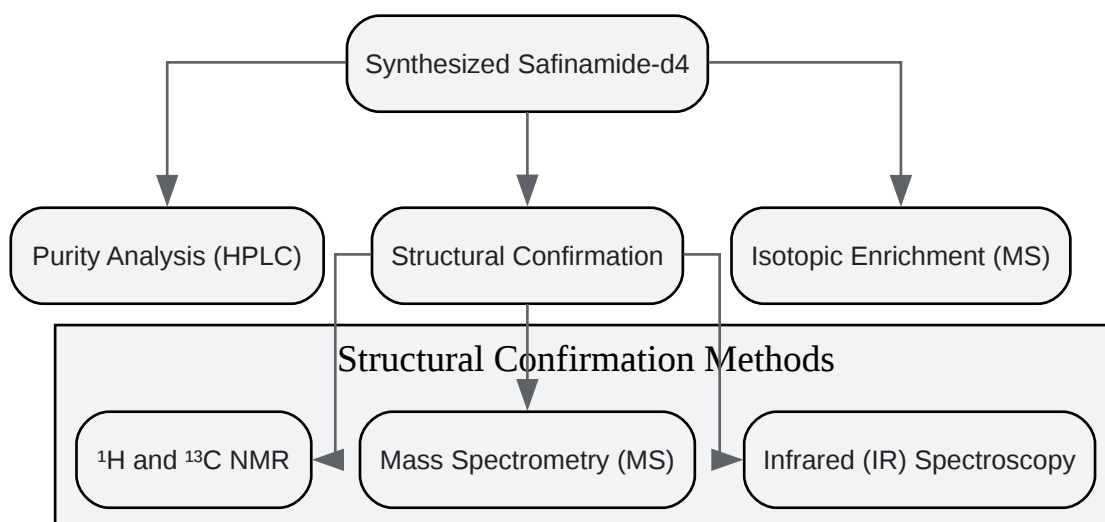 Synthesized Safinamide-d4
Purity Analysis (HPLC)
Structural Confirmation
Isotopic Enrichment (MS)
Structural Confirmation Methods
¹H and ¹³C NMR
Mass Spectrometry (MS)
Infrared (IR) Spectroscopy